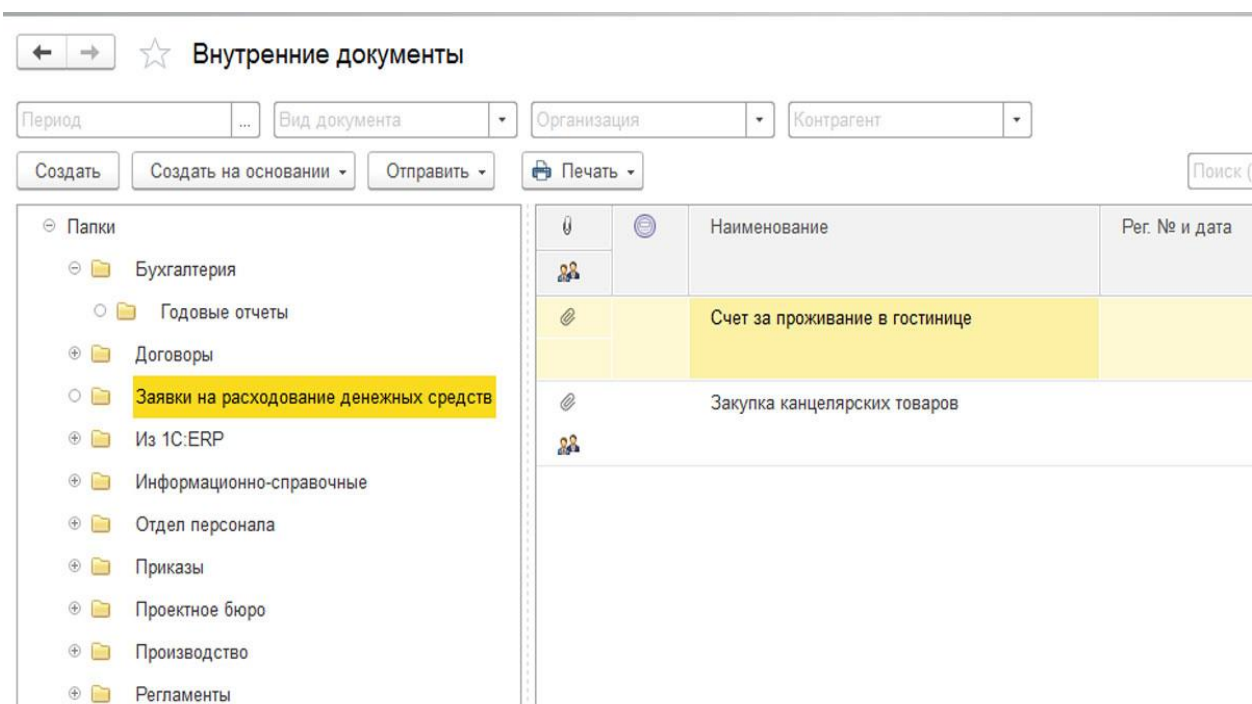 Внутренние документы
Период ... Вид документа Организация Контрагент
Создать Создать на основании Отправить Печать Поиск (
Папки
Наименование Рег. № и дата
Бухгалтерия
Годовые отчеты
Счет за проживание в гостинице
Договоры
Заявки на расходование денежных средств
Закупка канцелярских товаров
Из 1С:ERP
Информационно-справочные
Отдел персонала
Приказы
Проектное бюро
Производство
Регламенты